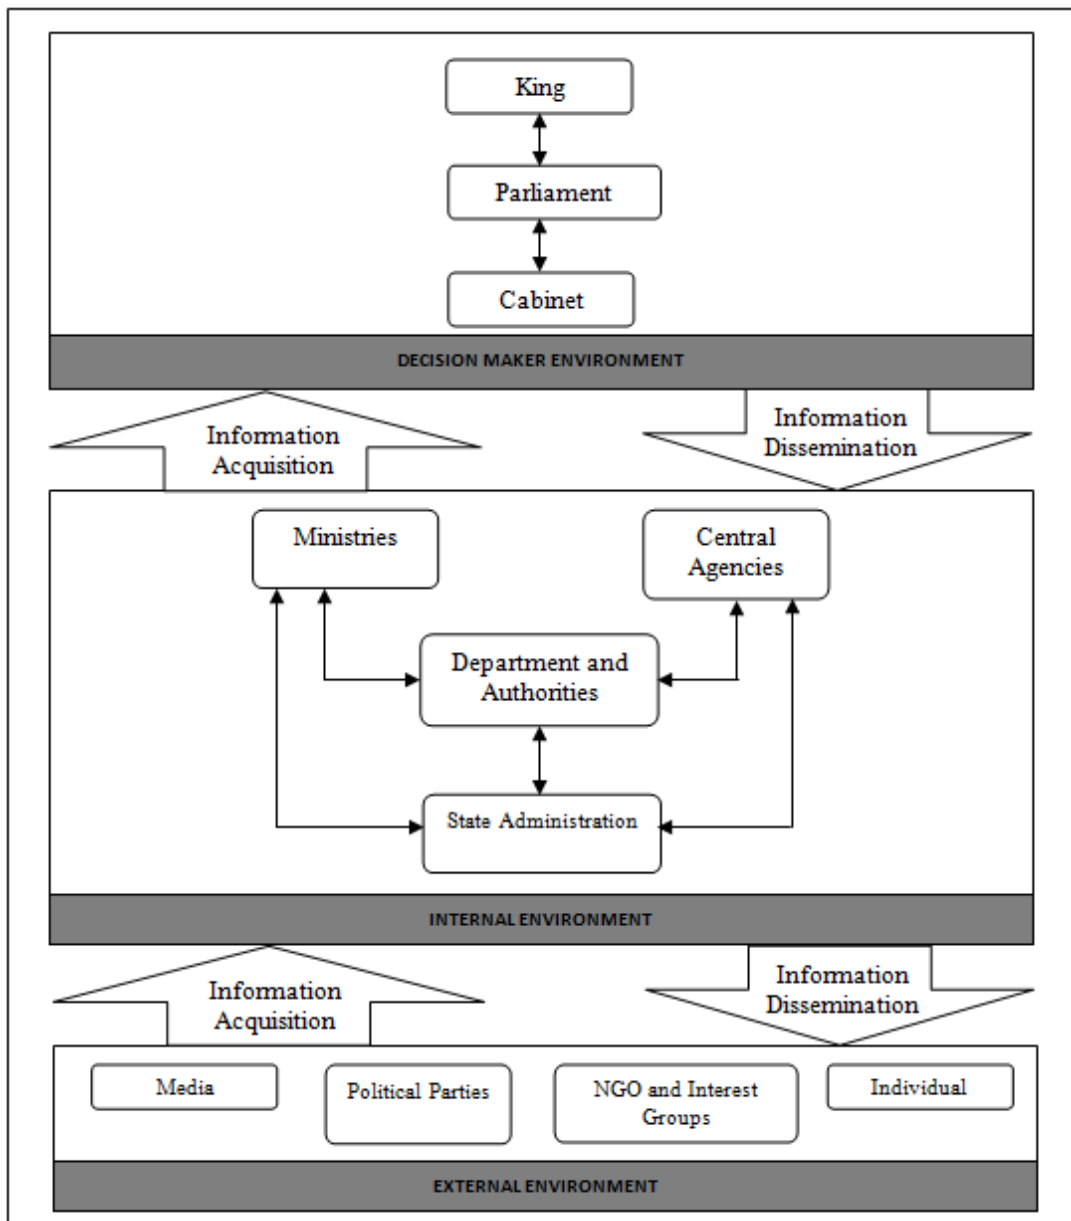 King
Parliament
Cabinet
DECISION MAKER ENVIRONMENT
Information
Acquisition
Information
Dissemination
Ministries
Central
Agencies
Department and
Authorities
State Administration
INTERNAL ENVIRONMENT
Information
Acquisition
Information
Dissemination
Media
Political Parties
NGO and Interest
Groups
Individual
EXTERNAL ENVIRONMENT